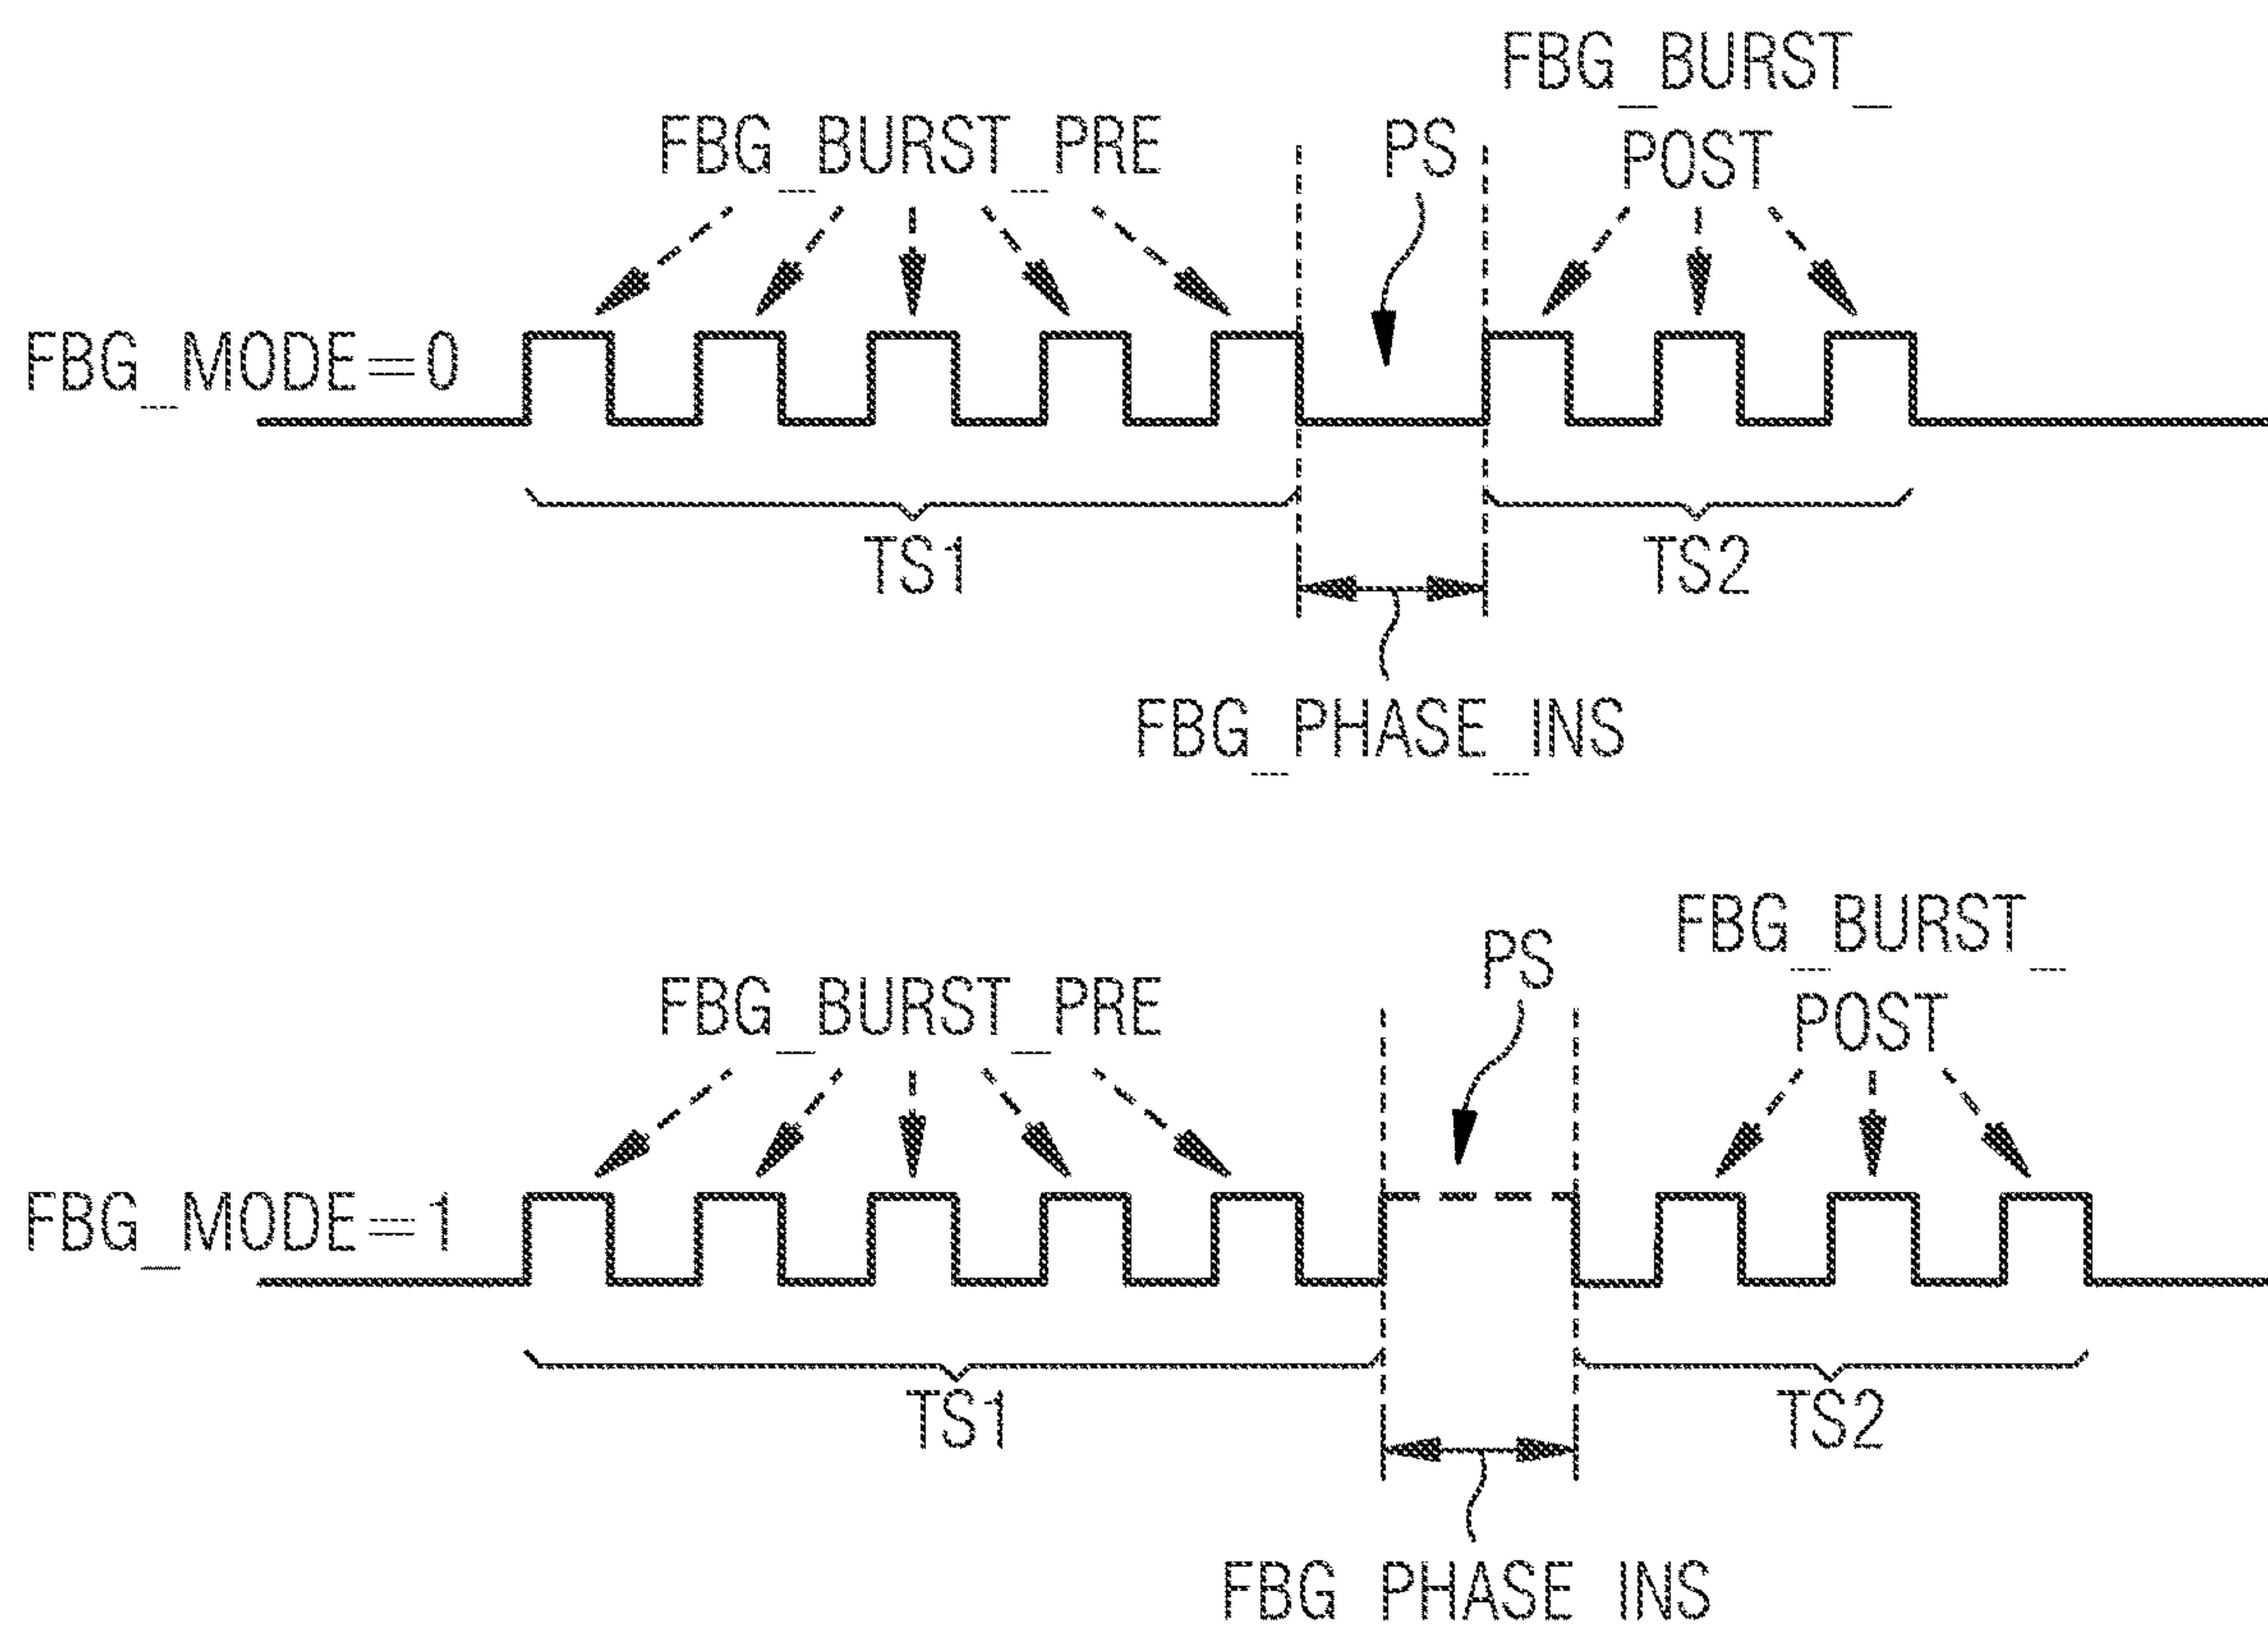 FBG_BURST_
FBG_BURST_PRE
PS
POST
FBG_MODE=0
TS1
TS2
FBG_PHASE_INS
FBG_BURST_
PS
FBG_BURST_PRE
POST
FBG_MODE=1
TS1
TS2
FBG PHASE INS